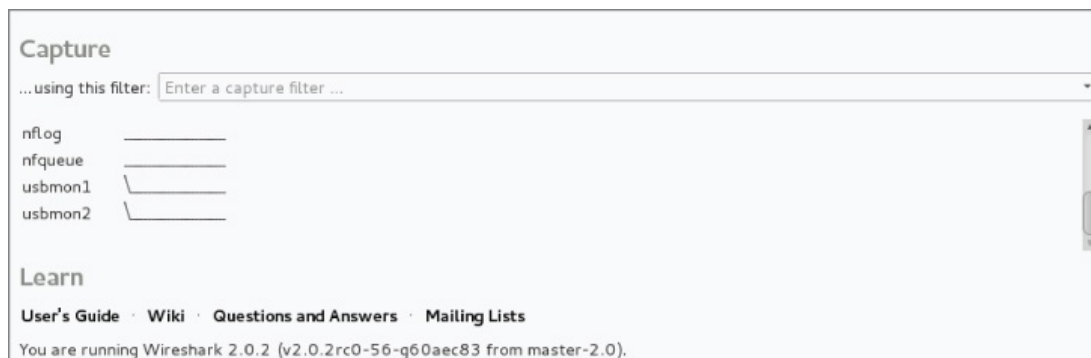 Capture
...using this filter: Enter a capture filter ...
nflog
nfqueue
usbmon1
usbmon2
Learn
User's Guide · Wiki · Questions and Answers · Mailing Lists
You are running Wireshark 2.0.2 (v2.0.2rc0-56-g60aec83 from master-2.0).